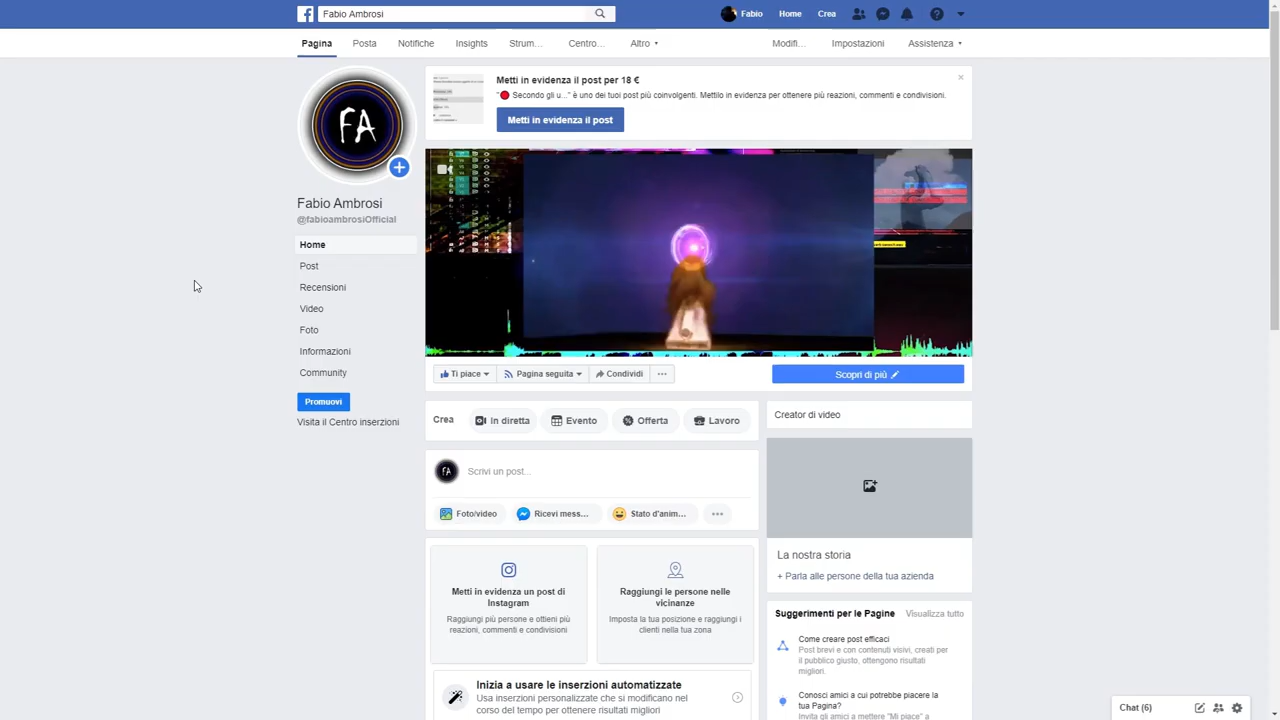 Fabio Ambrosi
Fabio
Home
Crea
Pagina
Posta
Notifiche
Insights
Strum...
Centro...
Altro
Modifi...
Impostazioni
Assistenza
FA
Fabio Ambrosi
@fabioambrosiOfficial
Home
Post
Recensioni
Video
Foto
Informazioni
Community
Promuovi
Visita il Centro inserzioni
Metti in evidenza il post per 18 €
"🔴 Secondo gli u..." è uno dei tuoi post più coinvolgenti. Mettilo in evidenza per ottenere più reazioni, commenti e condivisioni.
Metti in evidenza il post
Ti piace
Pagina seguita
Condividi
Scopri di più
Crea
In diretta
Evento
Offerta
Lavoro
FA
Scrivi un post...
Foto/video
Ricevi mess...
Stato d'anim...
Metti in evidenza un post di
Instagram
Raggiungi più persone e ottieni più
reazioni, commenti e condivisioni
Raggiungi le persone nelle
vicinanze
Imposta la tua posizione e raggiungi i
clienti nella tua zona
Inizia a usare le inserzioni automatizzate
Usa inserzioni personalizzate che si modificano nel
corso del tempo per ottenere risultati migliori
Creator di video
La nostra storia
+ Parla alle persone della tua azienda
Suggerimenti per le Pagine
Visualizza tutto
Come creare post efficaci
Post brevi e con contenuti visivi, creati per
il pubblico giusto, ottengono risultati
migliori.
Conosci amici a cui potrebbe piacere la
tua Pagina?
Invita gli amici a mettere "Mi piace" a
Chat (6)